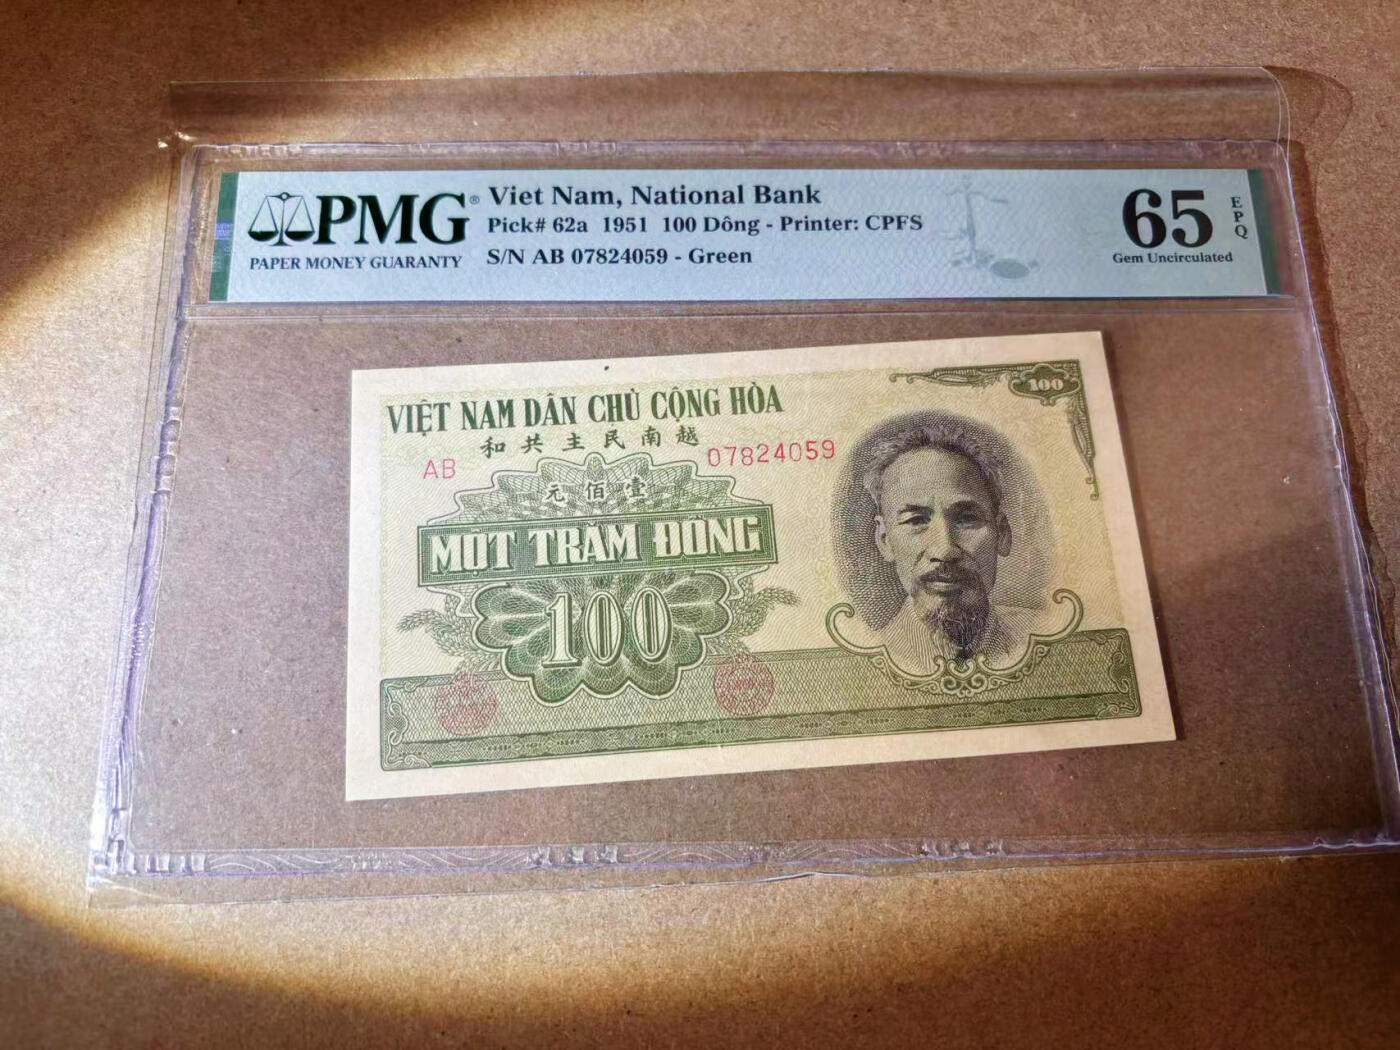 PMG® Viet Nam, National Bank
Pick# 62a 1951 100 Dông - Printer: CPFS
S/N AB 07824059 - Green
PAPER MONEY GUARANTY
65 EPQ
Gem Uncirculated
100
VIỆT NAM DÂN CHỦ CỘNG HÒA
和共主民南越
AB 07824059
元佰壹
MỘT TRĂM ĐỒNG
100